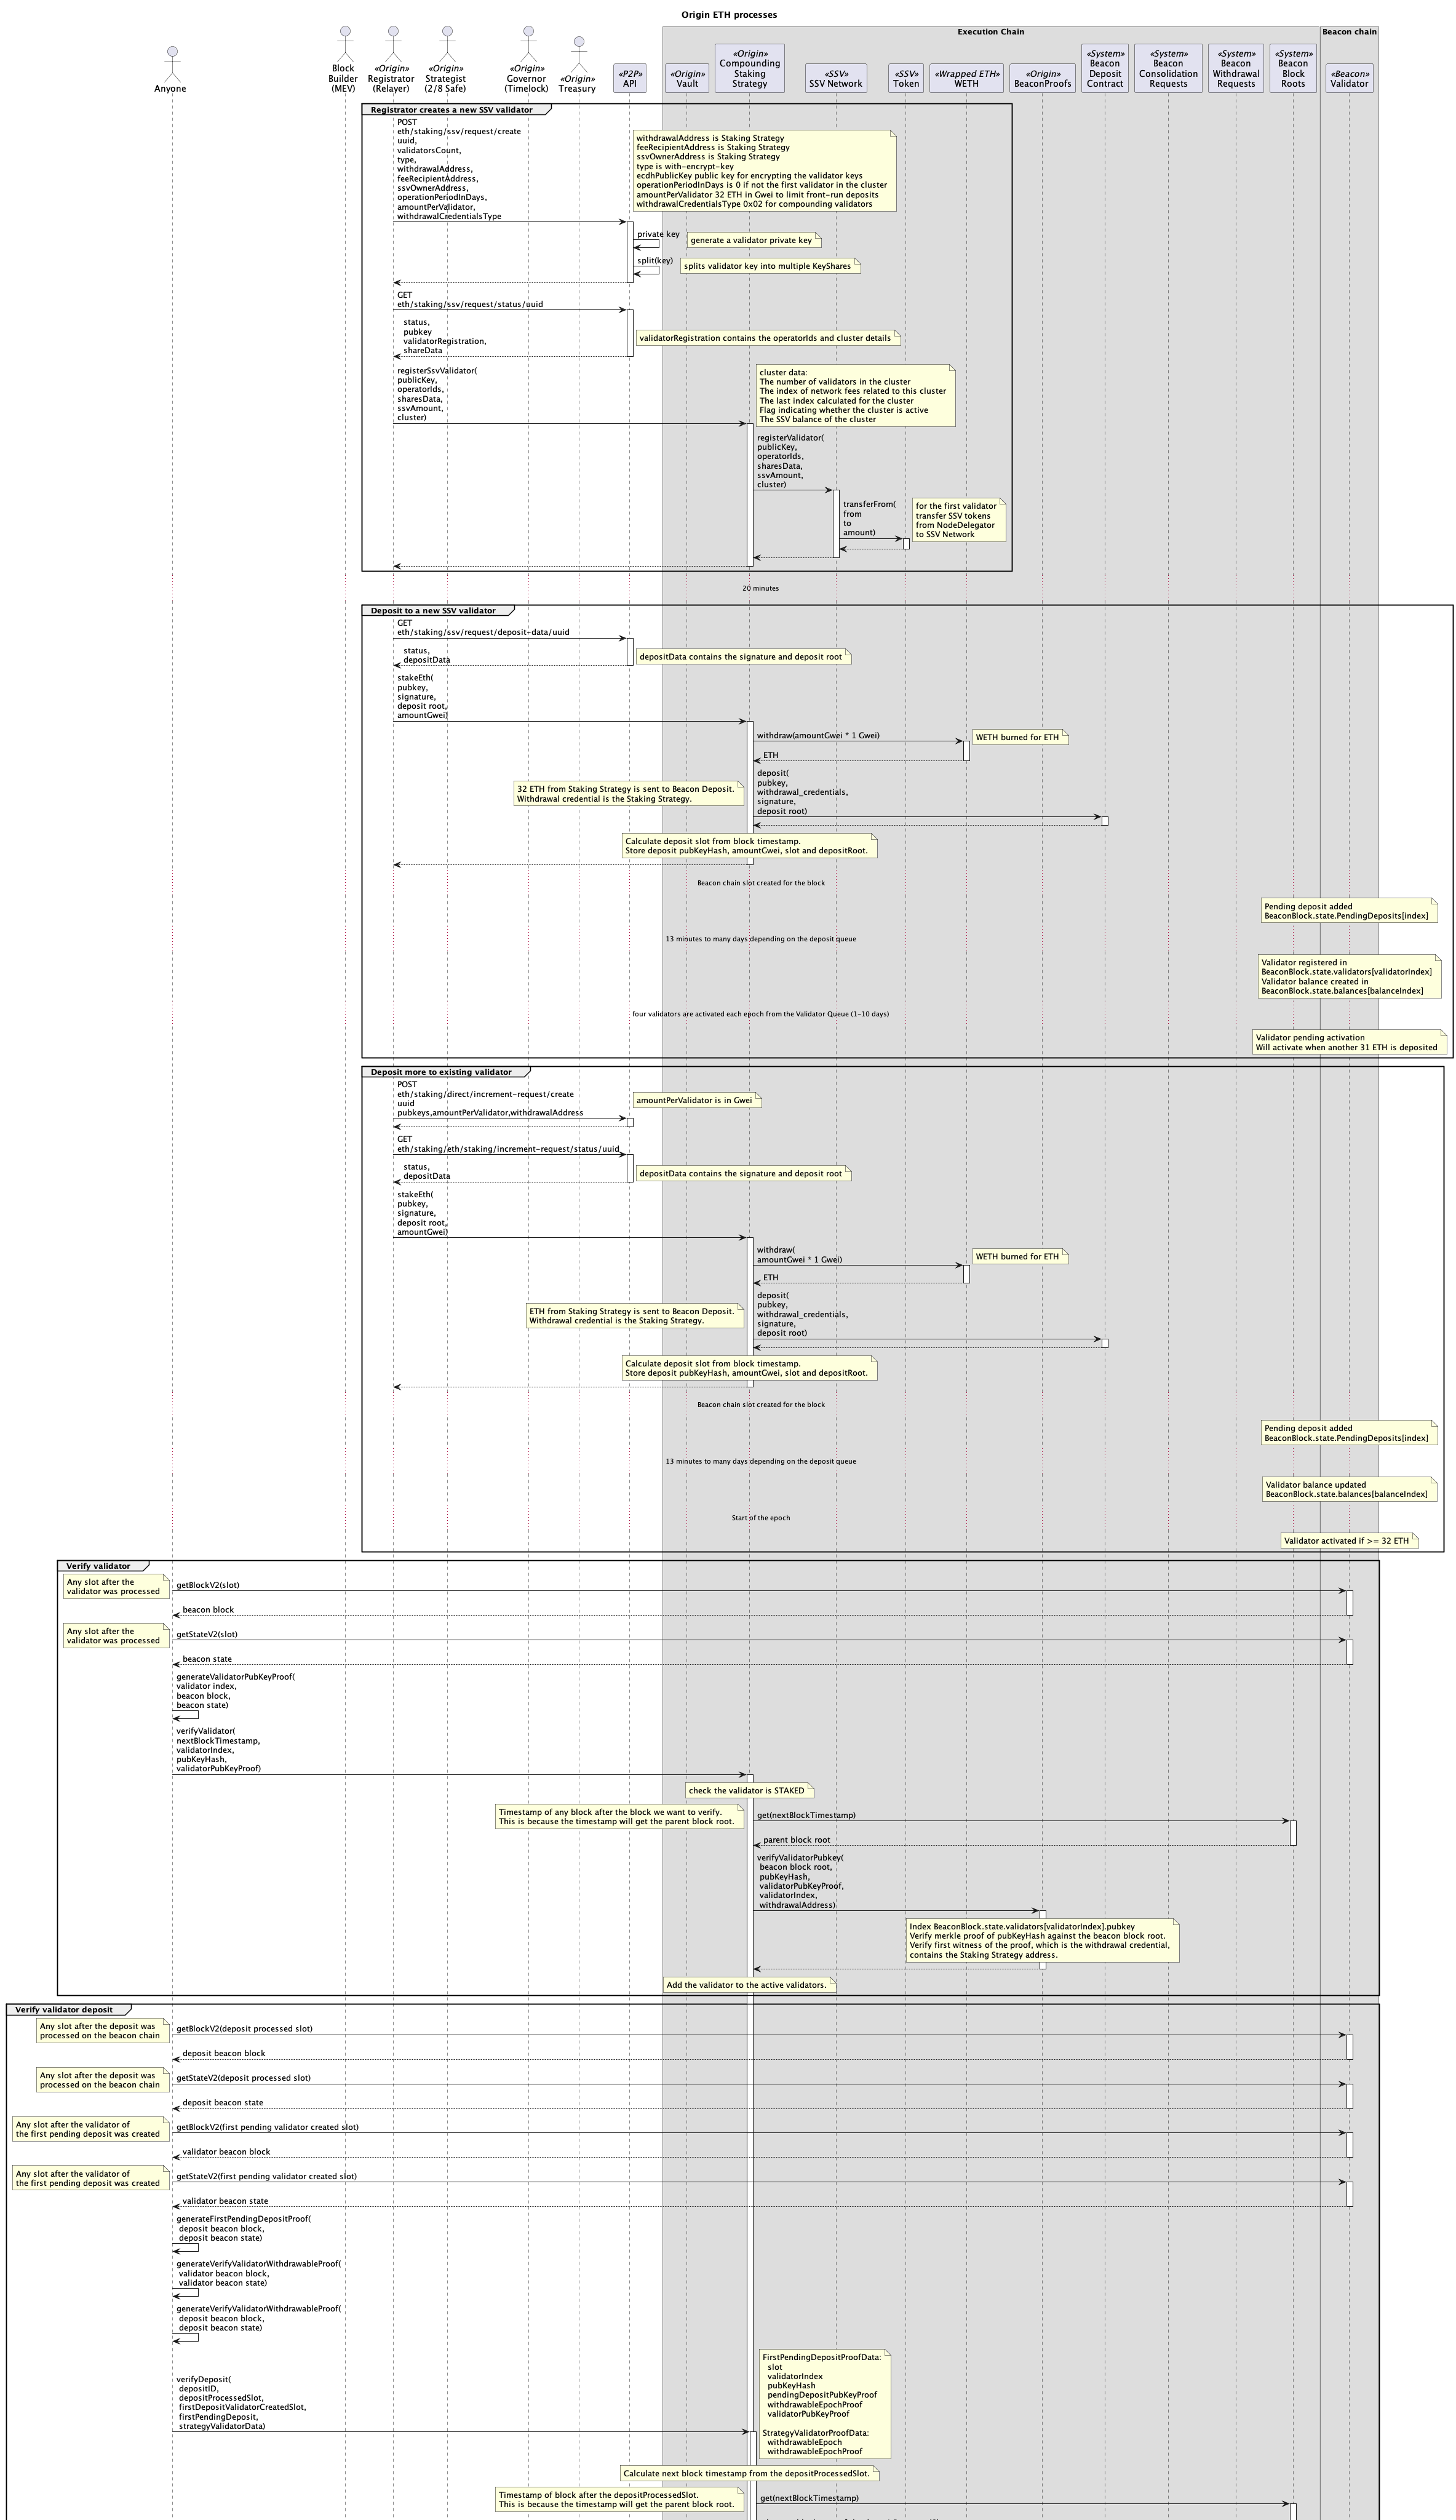 Origin ETH processes
Execution Chain
Beacon chain
Anyone
Block
Builder
(MEV)
«Origin»
Registrator
(Relayer)
«Origin»
Strategist
(2/8 Safe)
«Origin»
Governor
(Timelock)
«Origin»
Treasury
«P2P»
API
«Origin»
Vault
«Origin»
Compounding
Staking
Strategy
«SSV»
SSV Network
«SSV»
Token
«Wrapped ETH»
WETH
«Origin»
BeaconProofs
«System»
Beacon
Deposit
Contract
«System»
Beacon
Consolidation
Requests
«System»
Beacon
Withdrawal
Requests
«System»
Beacon
Block
Roots
«Beacon»
Validator
Registrator creates a new SSV validator
POST
eth/staking/ssv/request/create
uuid,
validatorsCount,
type,
withdrawalAddress,
feeRecipientAddress,
ssvOwnerAddress,
operationPeriodInDays,
amountPerValidator,
withdrawalCredentialsType
withdrawalAddress is Staking Strategy
feeRecipientAddress is Staking Strategy
ssvOwnerAddress is Staking Strategy
type is with-encrypt-key
ecdhPublicKey public key for encrypting the validator keys
operationPeriodInDays is 0 if not the first validator in the cluster
amountPerValidator 32 ETH in Gwei to limit front-run deposits
withdrawalCredentialsType 0x02 for compounding validators
private key
generate a validator private key
split(key)
splits validator key into multiple KeyShares
GET
eth/staking/ssv/request/status/uuid
status,
pubkey
validatorRegistration,
shareData
validatorRegistration contains the operatorIds and cluster details
registerSsvValidator(
publicKey,
operatorIds,
sharesData,
ssvAmount,
cluster)
cluster data:
The number of validators in the cluster
The index of network fees related to this cluster
The last index calculated for the cluster
Flag indicating whether the cluster is active
The SSV balance of the cluster
registerValidator(
publicKey,
operatorIds,
sharesData,
ssvAmount,
cluster)
transferFrom(
from
to
amount)
for the first validator
transfer SSV tokens
from NodeDelegator
to SSV Network
20 minutes
Deposit to a new SSV validator
GET
eth/staking/ssv/request/deposit-data/uuid
status,
depositData
depositData contains the signature and deposit root
stakeEth(
pubkey,
signature,
deposit root,
amountGwei)
withdraw(amountGwei * 1 Gwei)
WETH burned for ETH
ETH
32 ETH from Staking Strategy is sent to Beacon Deposit.
Withdrawal credential is the Staking Strategy.
deposit(
pubkey,
withdrawal_credentials,
signature,
deposit root)
Calculate deposit slot from block timestamp.
Store deposit pubKeyHash, amountGwei, slot and depositRoot.
Beacon chain slot created for the block
Pending deposit added
BeaconBlock.state.PendingDeposits[index]
13 minutes to many days depending on the deposit queue
Validator registered in
BeaconBlock.state.validators[validatorIndex]
Validator balance created in
BeaconBlock.state.balances[balanceIndex]
four validators are activated each epoch from the Validator Queue (1-10 days)
Validator pending activation
Will activate when another 31 ETH is deposited
Deposit more to existing validator
POST
eth/staking/direct/increment-request/create
uuid
pubkeys,amountPerValidator,withdrawalAddress
amountPerValidator is in Gwei
GET
eth/staking/eth/staking/increment-request/status/uuid
status,
depositData
depositData contains the signature and deposit root
stakeEth(
pubkey,
signature,
deposit root,
amountGwei)
withdraw(
amountGwei * 1 Gwei)
WETH burned for ETH
ETH
ETH from Staking Strategy is sent to Beacon Deposit.
Withdrawal credential is the Staking Strategy.
deposit(
pubkey,
withdrawal_credentials,
signature,
deposit root)
Calculate deposit slot from block timestamp.
Store deposit pubKeyHash, amountGwei, slot and depositRoot.
Beacon chain slot created for the block
Pending deposit added
BeaconBlock.state.PendingDeposits[index]
13 minutes to many days depending on the deposit queue
Validator balance updated
BeaconBlock.state.balances[balanceIndex]
Start of the epoch
Validator activated if >= 32 ETH
Verify validator
Any slot after the
validator was processed
getBlockV2(slot)
beacon block
Any slot after the
validator was processed
getStateV2(slot)
beacon state
generateValidatorPubKeyProof(
validator index,
beacon block,
beacon state)
verifyValidator(
nextBlockTimestamp,
validatorIndex,
pubKeyHash,
validatorPubKeyProof)
check the validator is STAKED
Timestamp of any block after the block we want to verify.
This is because the timestamp will get the parent block root.
get(nextBlockTimestamp)
parent block root
verifyValidatorPubkey(
beacon block root,
pubKeyHash,
validatorPubKeyProof,
validatorIndex,
withdrawalAddress)
Index BeaconBlock.state.validators[validatorIndex].pubkey
Verify merkle proof of pubKeyHash against the beacon block root.
Verify first witness of the proof, which is the withdrawal credential,
contains the Staking Strategy address.
Add the validator to the active validators.
Verify validator deposit
Any slot after the deposit was
processed on the beacon chain
getBlockV2(deposit processed slot)
deposit beacon block
Any slot after the deposit was
processed on the beacon chain
getStateV2(deposit processed slot)
deposit beacon state
Any slot after the validator of
the first pending deposit was created
getBlockV2(first pending validator created slot)
validator beacon block
Any slot after the validator of
the first pending deposit was created
getStateV2(first pending validator created slot)
validator beacon state
generateFirstPendingDepositProof(
deposit beacon block,
deposit beacon state)
generateVerifyValidatorWithdrawableProof(
validator beacon block,
validator beacon state)
generateVerifyValidatorWithdrawableProof(
deposit beacon block,
deposit beacon state)
verifyDeposit(
depositID,
depositProcessedSlot,
firstDepositValidatorCreatedSlot,
firstPendingDeposit,
strategyValidatorData)
FirstPendingDepositProofData:
slot
validatorIndex
pubKeyHash
pendingDepositPubKeyProof
withdrawableEpochProof
validatorPubKeyProof
StrategyValidatorProofData:
withdrawableEpoch
withdrawableEpochProof
Calculate next block timestamp from the depositProcessedSlot.
Timestamp of block after the depositProcessedSlot.
This is because the timestamp will get the parent block root.
get(nextBlockTimestamp)